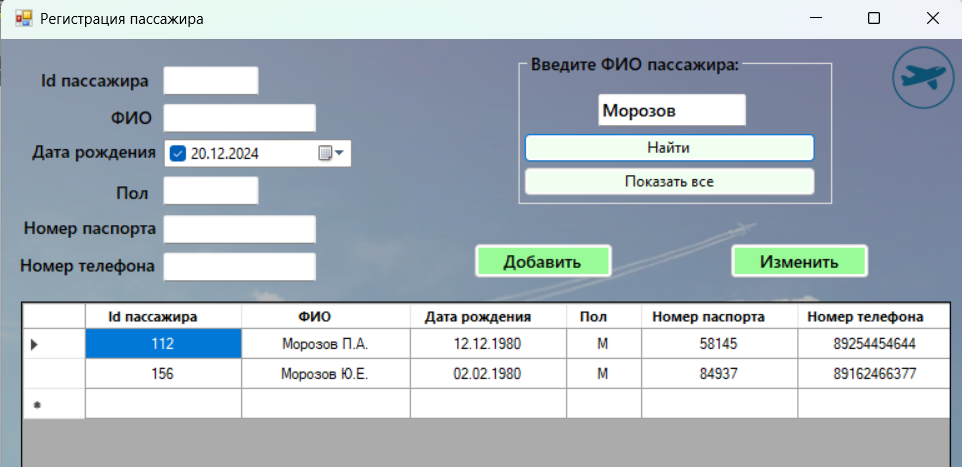 Регистрация пассажира
Id пассажира
ФИО
Дата рождения 20.12.2024
Пол
Номер паспорта
Номер телефона
Введите ФИО пассажира:
Морозов
Найти
Показать все
Добавить Изменить
Id пассажира ФИО Дата рождения Пол Номер паспорта Номер телефона
112 Морозов П.А. 12.12.1980 М 58145 89254454644
156 Морозов Ю.Е. 02.02.1980 М 84937 89162466377